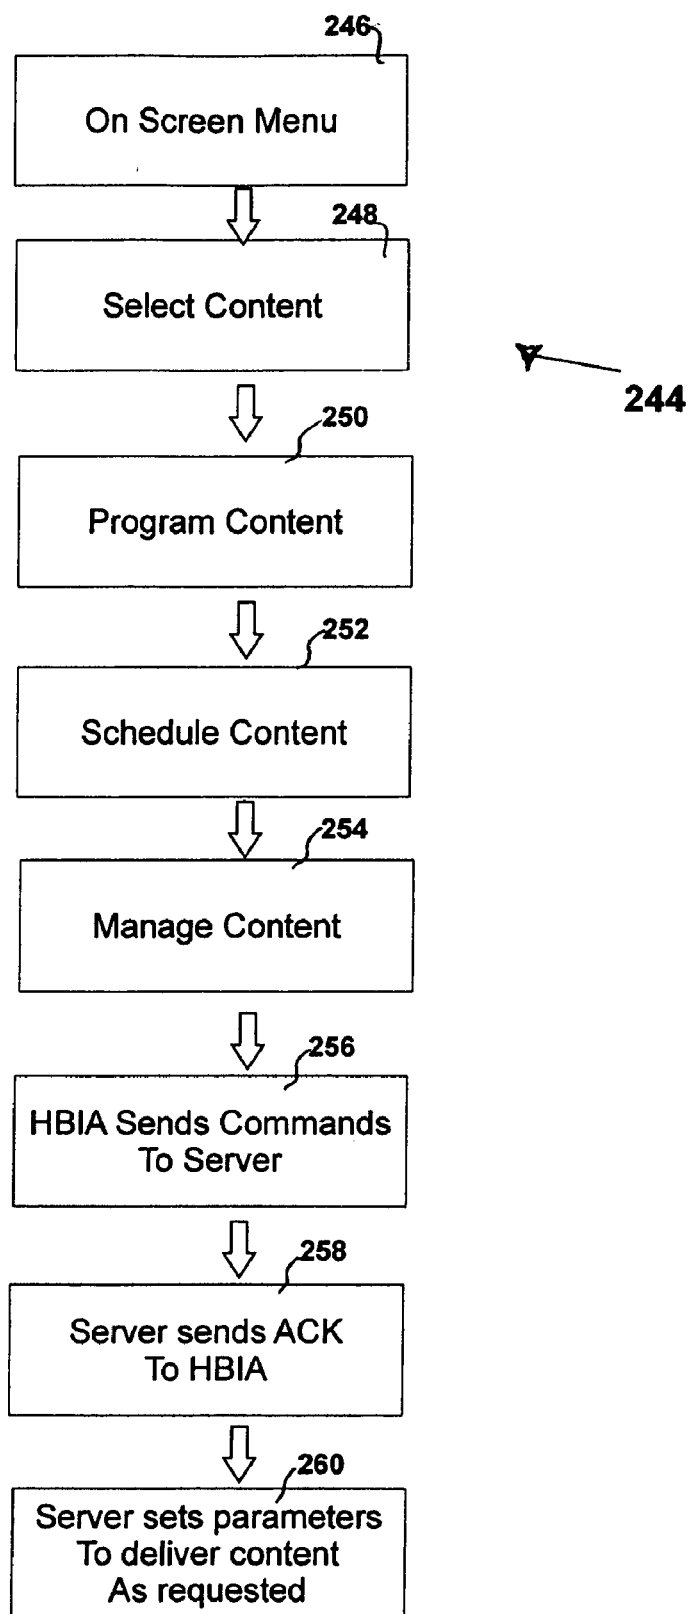 246
On Screen Menu
248
Select Content
244
250
Program Content
252
Schedule Content
254
Manage Content
256
HBIA Sends Commands
To Server
258
Server sends ACK
To HBIA
260
Server sets parameters
To deliver content
As requested